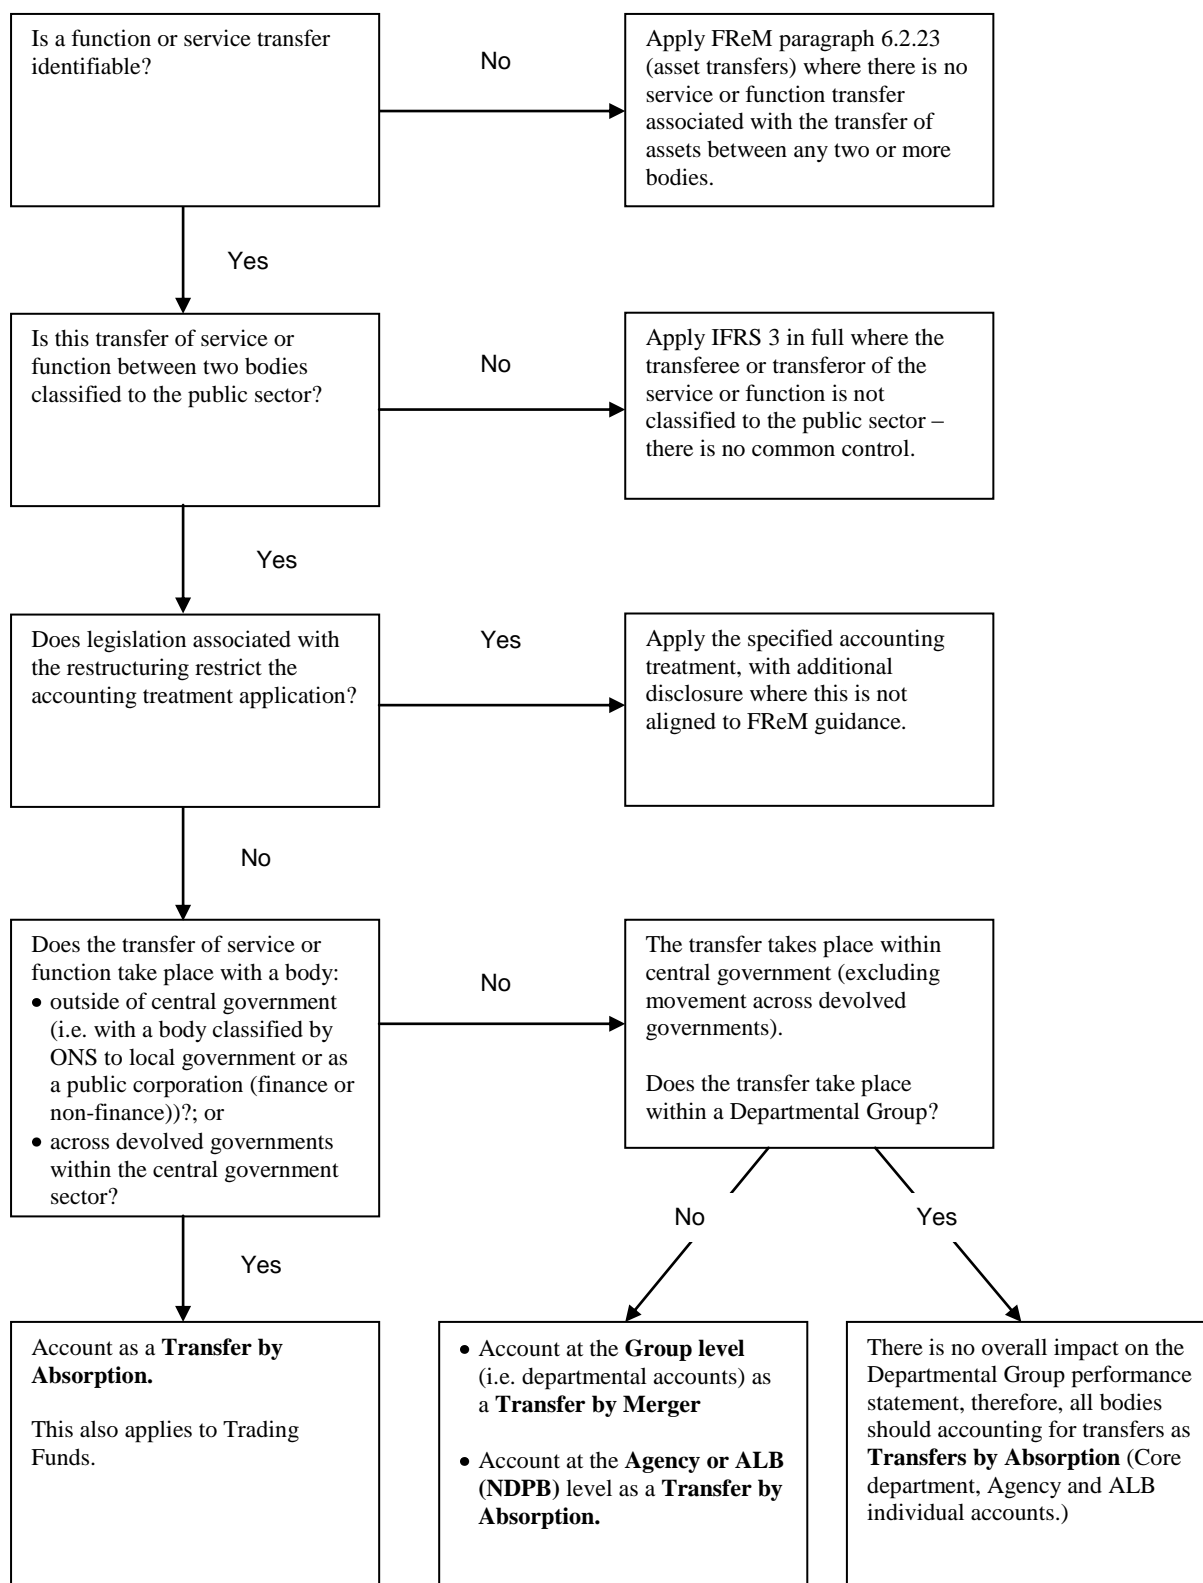 Is a function or service transfer
identifiable?
No
Apply FReM paragraph 6.2.23
(asset transfers) where there is no
service or function transfer
associated with the transfer of
assets between any two or more
bodies.
Yes
Is this transfer of service or
function between two bodies
classified to the public sector?
No
Apply IFRS 3 in full where the
transferee or transferor of the
service or function is not
classified to the public sector –
there is no common control.
Yes
Does legislation associated with
the restructuring restrict the
accounting treatment application?
Yes
Apply the specified accounting
treatment, with additional
disclosure where this is not
aligned to FReM guidance.
No
Does the transfer of service or
function take place with a body:
• outside of central government
(i.e. with a body classified by
ONS to local government or as
a public corporation (finance or
non-finance))?; or
• across devolved governments
within the central government
sector?
No
The transfer takes place within
central government (excluding
movement across devolved
governments).
Does the transfer take place
within a Departmental Group?
Yes
No
Yes
Account as a Transfer by
Absorption.
This also applies to Trading
Funds.
• Account at the Group level
(i.e. departmental accounts) as
a Transfer by Merger
• Account at the Agency or ALB
(NDPB) level as a Transfer by
Absorption.
There is no overall impact on the
Departmental Group performance
statement, therefore, all bodies
should accounting for transfers as
Transfers by Absorption (Core
department, Agency and ALB
individual accounts.)